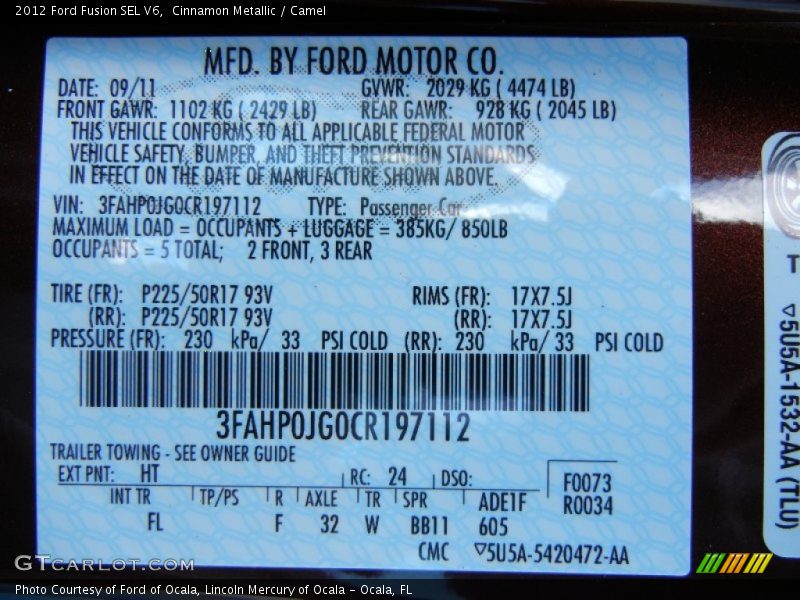 2012 Ford Fusion SEL V6,  Cinnamon Metallic / Camel
MFD. BY FORD MOTOR CO.
DATE: 09/11 GVWR: 2029 KG ( 4474 LB)
FRONT GAWR: 1102 KG ( 2429 LB) REAR GAWR: 928 KG ( 2045 LB)
THIS VEHICLE CONFORMS TO ALL APPLICABLE FEDERAL MOTOR
VEHICLE SAFETY, BUMPER, AND THEFT PREVENTION STANDARDS
IN EFFECT ON THE DATE OF MANUFACTURE SHOWN ABOVE.
VIN: 3FAHP0JG0CR197112 TYPE: Passenger Car
MAXIMUM LOAD = OCCUPANTS + LUGGAGE = 385KG/ 850LB
OCCUPANTS = 5 TOTAL; 2 FRONT, 3 REAR
TIRE (FR): P225/50R17 93V RIMS (FR): 17X7.5J
(RR): P225/50R17 93V (RR): 17X7.5J
PRESSURE (FR): 230 kPa/ 33 PSI COLD (RR): 230 kPa/ 33 PSI COLD
3FAHP0JG0CR197112
TRAILER TOWING - SEE OWNER GUIDE
EXT PNT: HT RC: 24 DSO: F0073
R0034
INT TR TP/PS R AXLE TR SPR ADE1F
FL F 32 W BB11 605
CMC ▽5U5A-5420472-AA
T
▽5U5A-1532-AA (TLU)
GTcarlot.com
Photo Courtesy of Ford of Ocala, Lincoln Mercury of Ocala - Ocala, FL